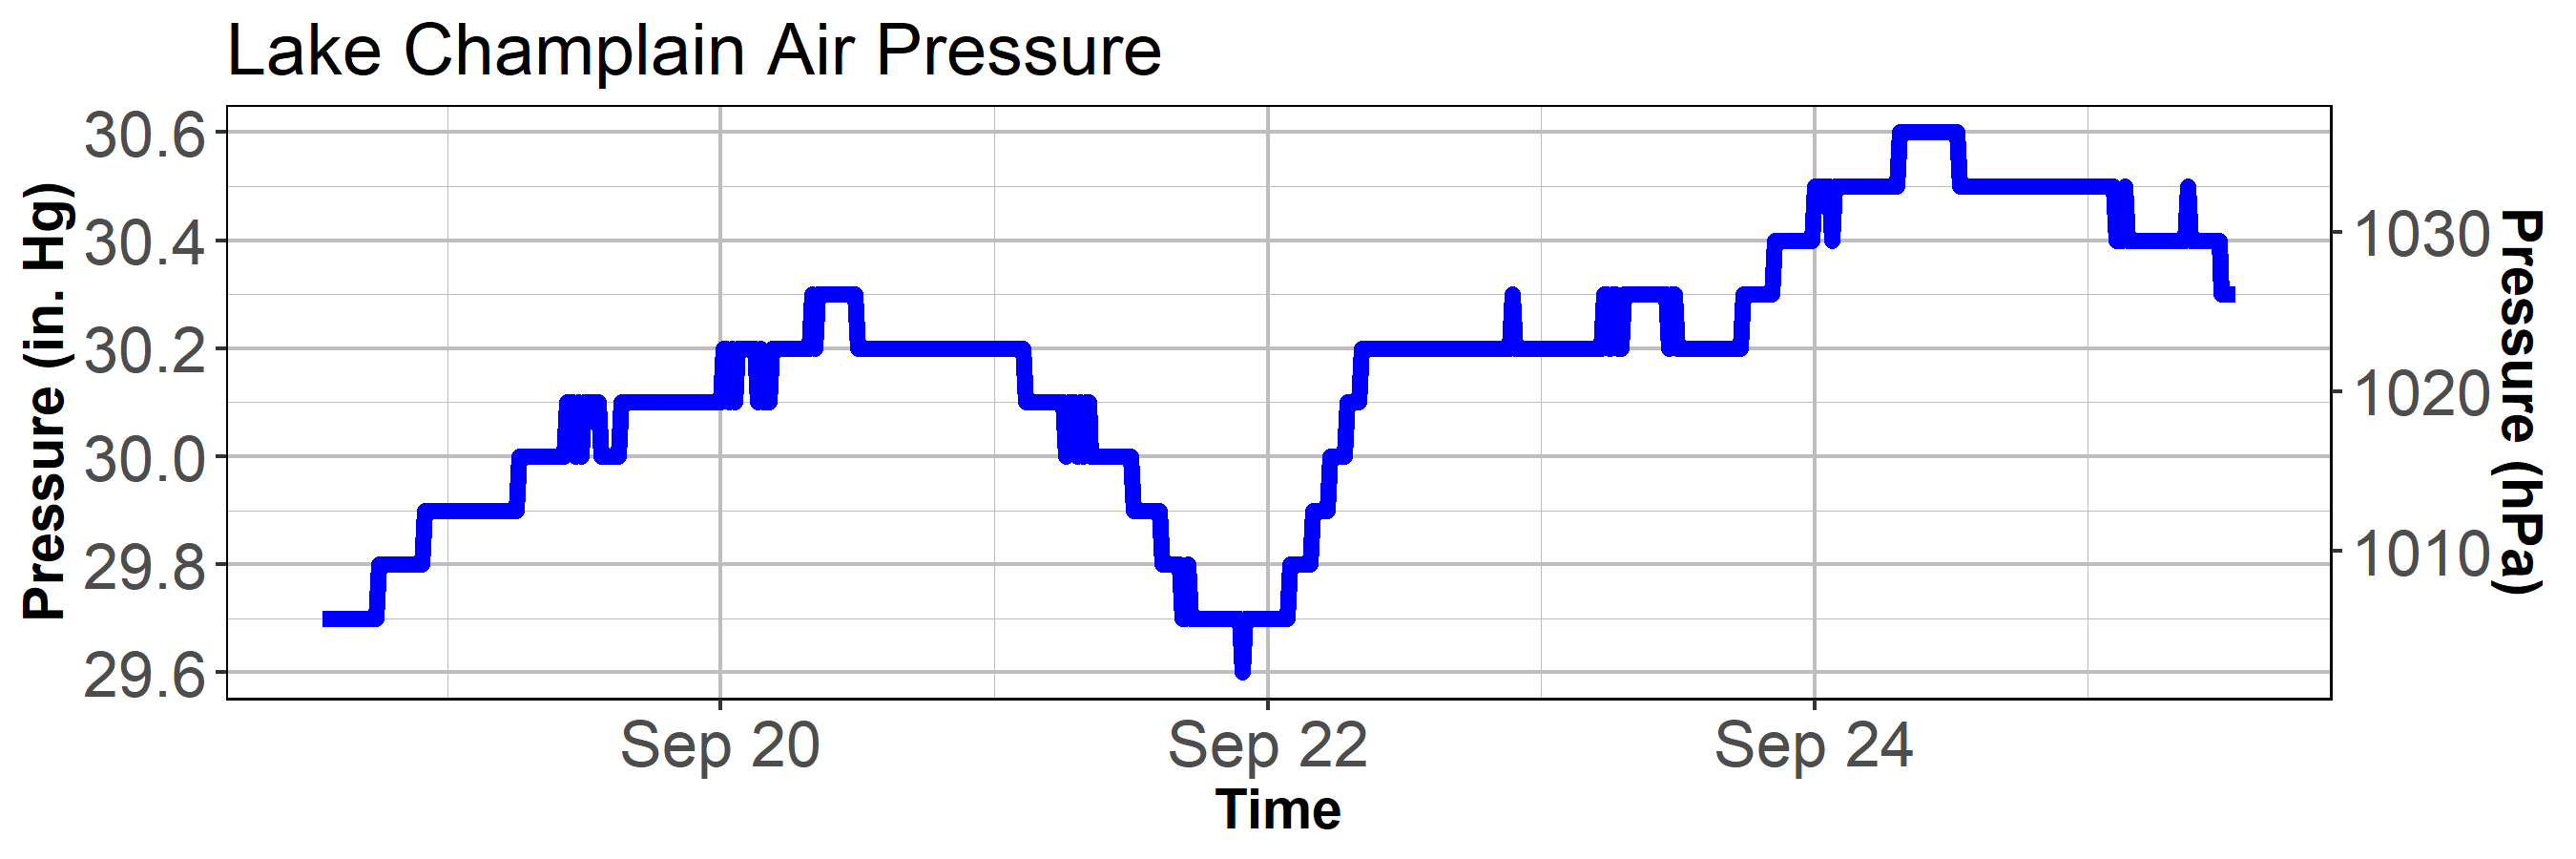 Lake Champlain Air Pressure
Pressure (in. Hg)
30.6
30.4
30.2
30.0
29.8
29.6
1030
1020
1010
Pressure (hPa)
Sep 20
Sep 22
Sep 24
Time